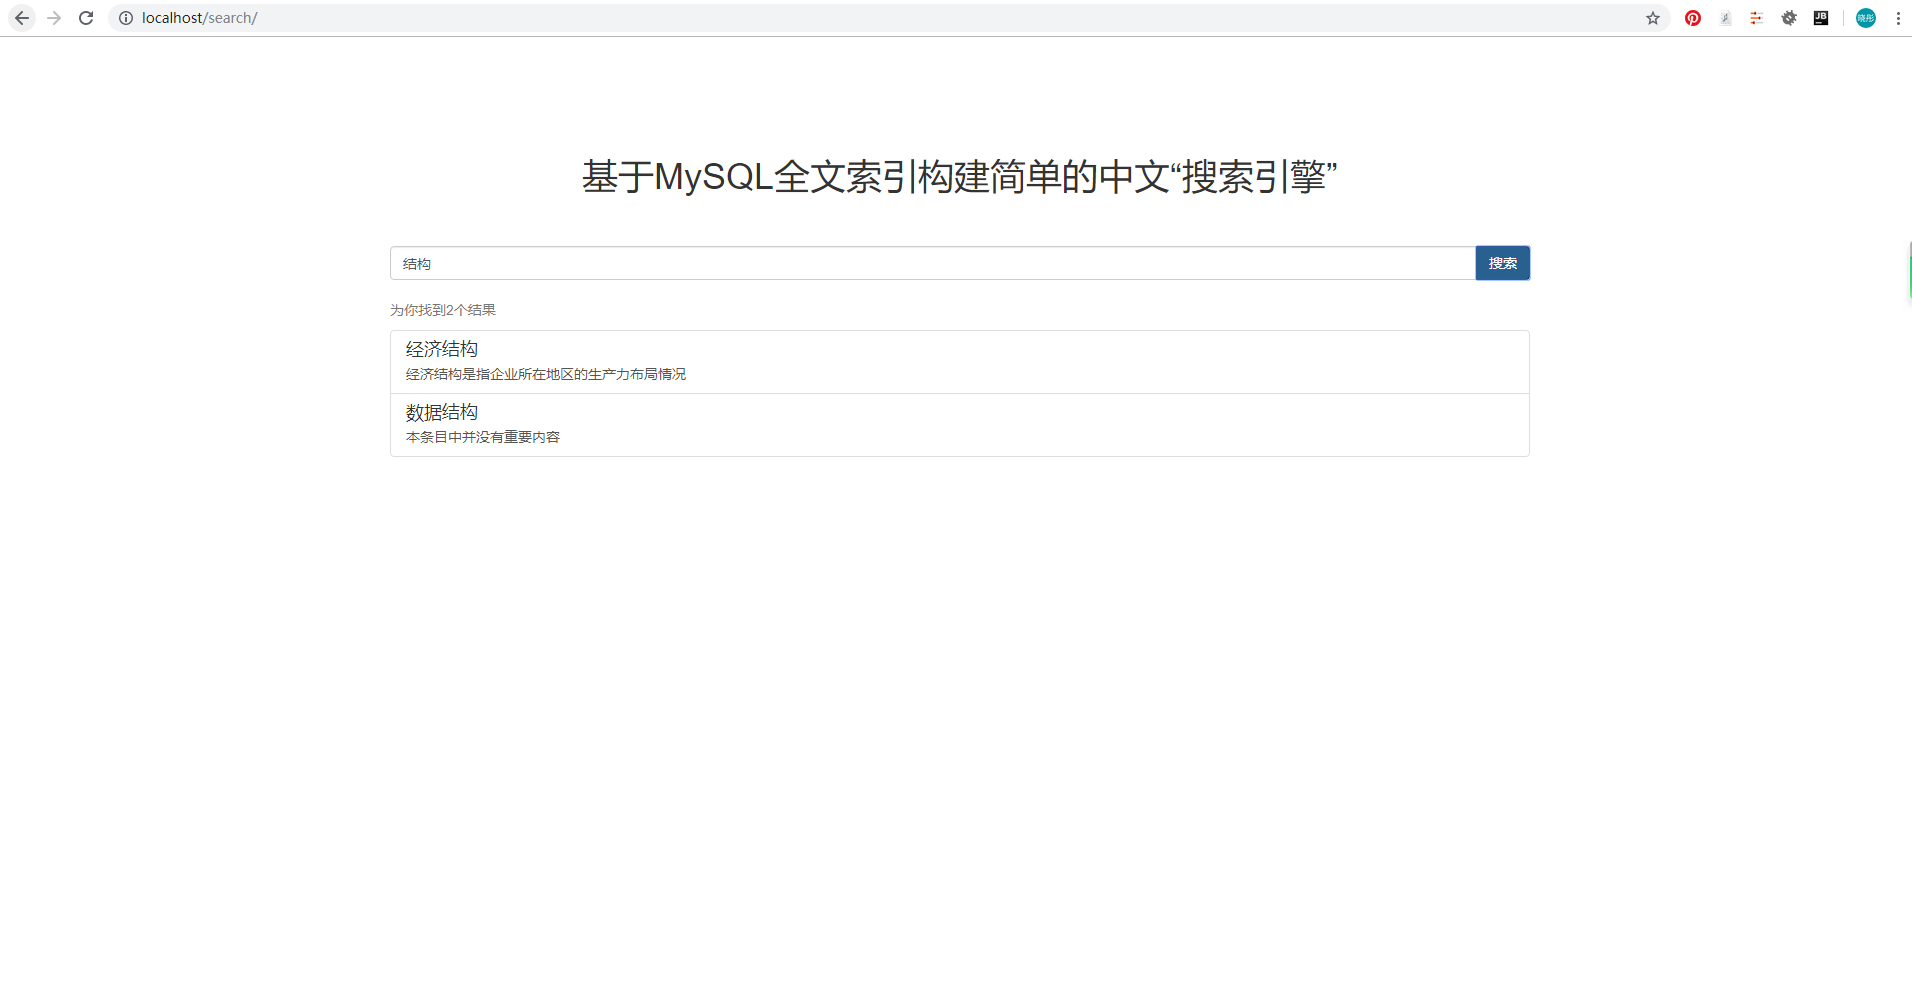 localhost/search/
JB
晓彤
基于MySQL全文索引构建简单的中文“搜索引擎”
结构
搜索
为你找到2个结果
经济结构
经济结构是指企业所在地区的生产力布局情况
数据结构
本条目中并没有重要内容